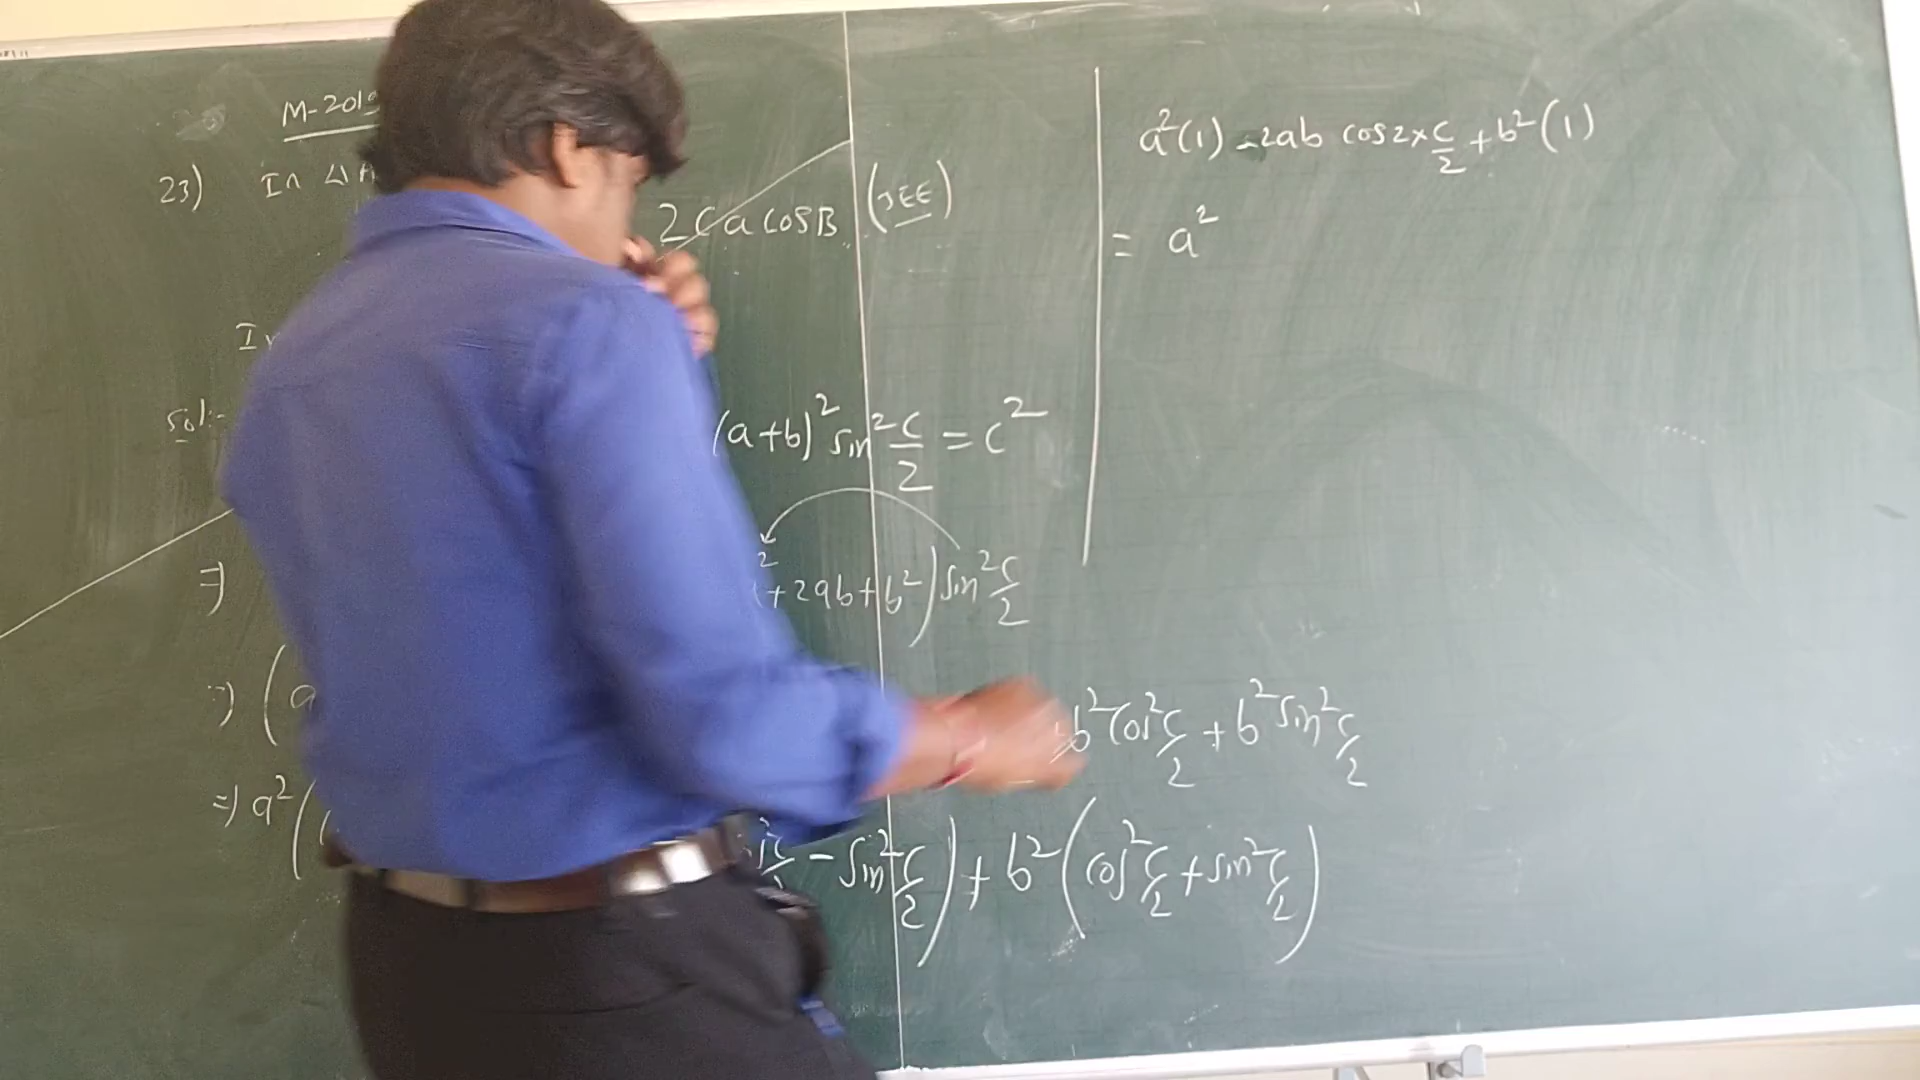 M-2019
23) In
2ca cosB (JEE)
In
Sol:-
(a+b)² sin² c/2 = c²
=) ² +2ab+b²) sin² c/2
=) (a b² cos² c/2 + b² sin² c/2
=) a² ( - sin² c/2) + b² (cos² c/2 + sin² c/2)
a²(1) - 2ab cos 2× c/2 + b² (1)
= a²